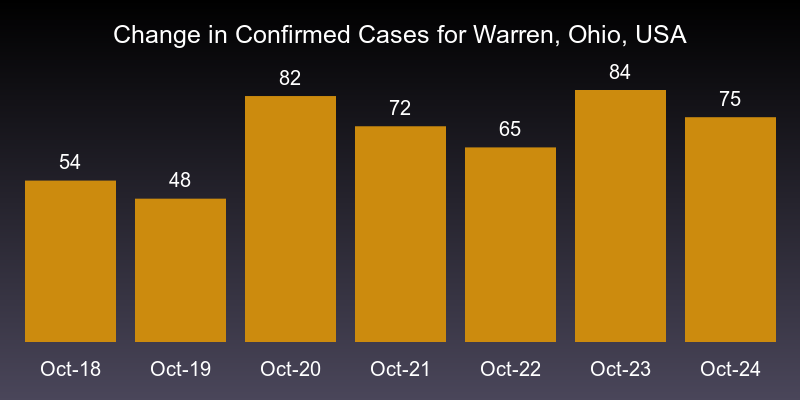 Change in Confirmed Cases for Warren, Ohio, USA
54
48
82
72
65
84
75
Oct-18
Oct-19
Oct-20
Oct-21
Oct-22
Oct-23
Oct-24